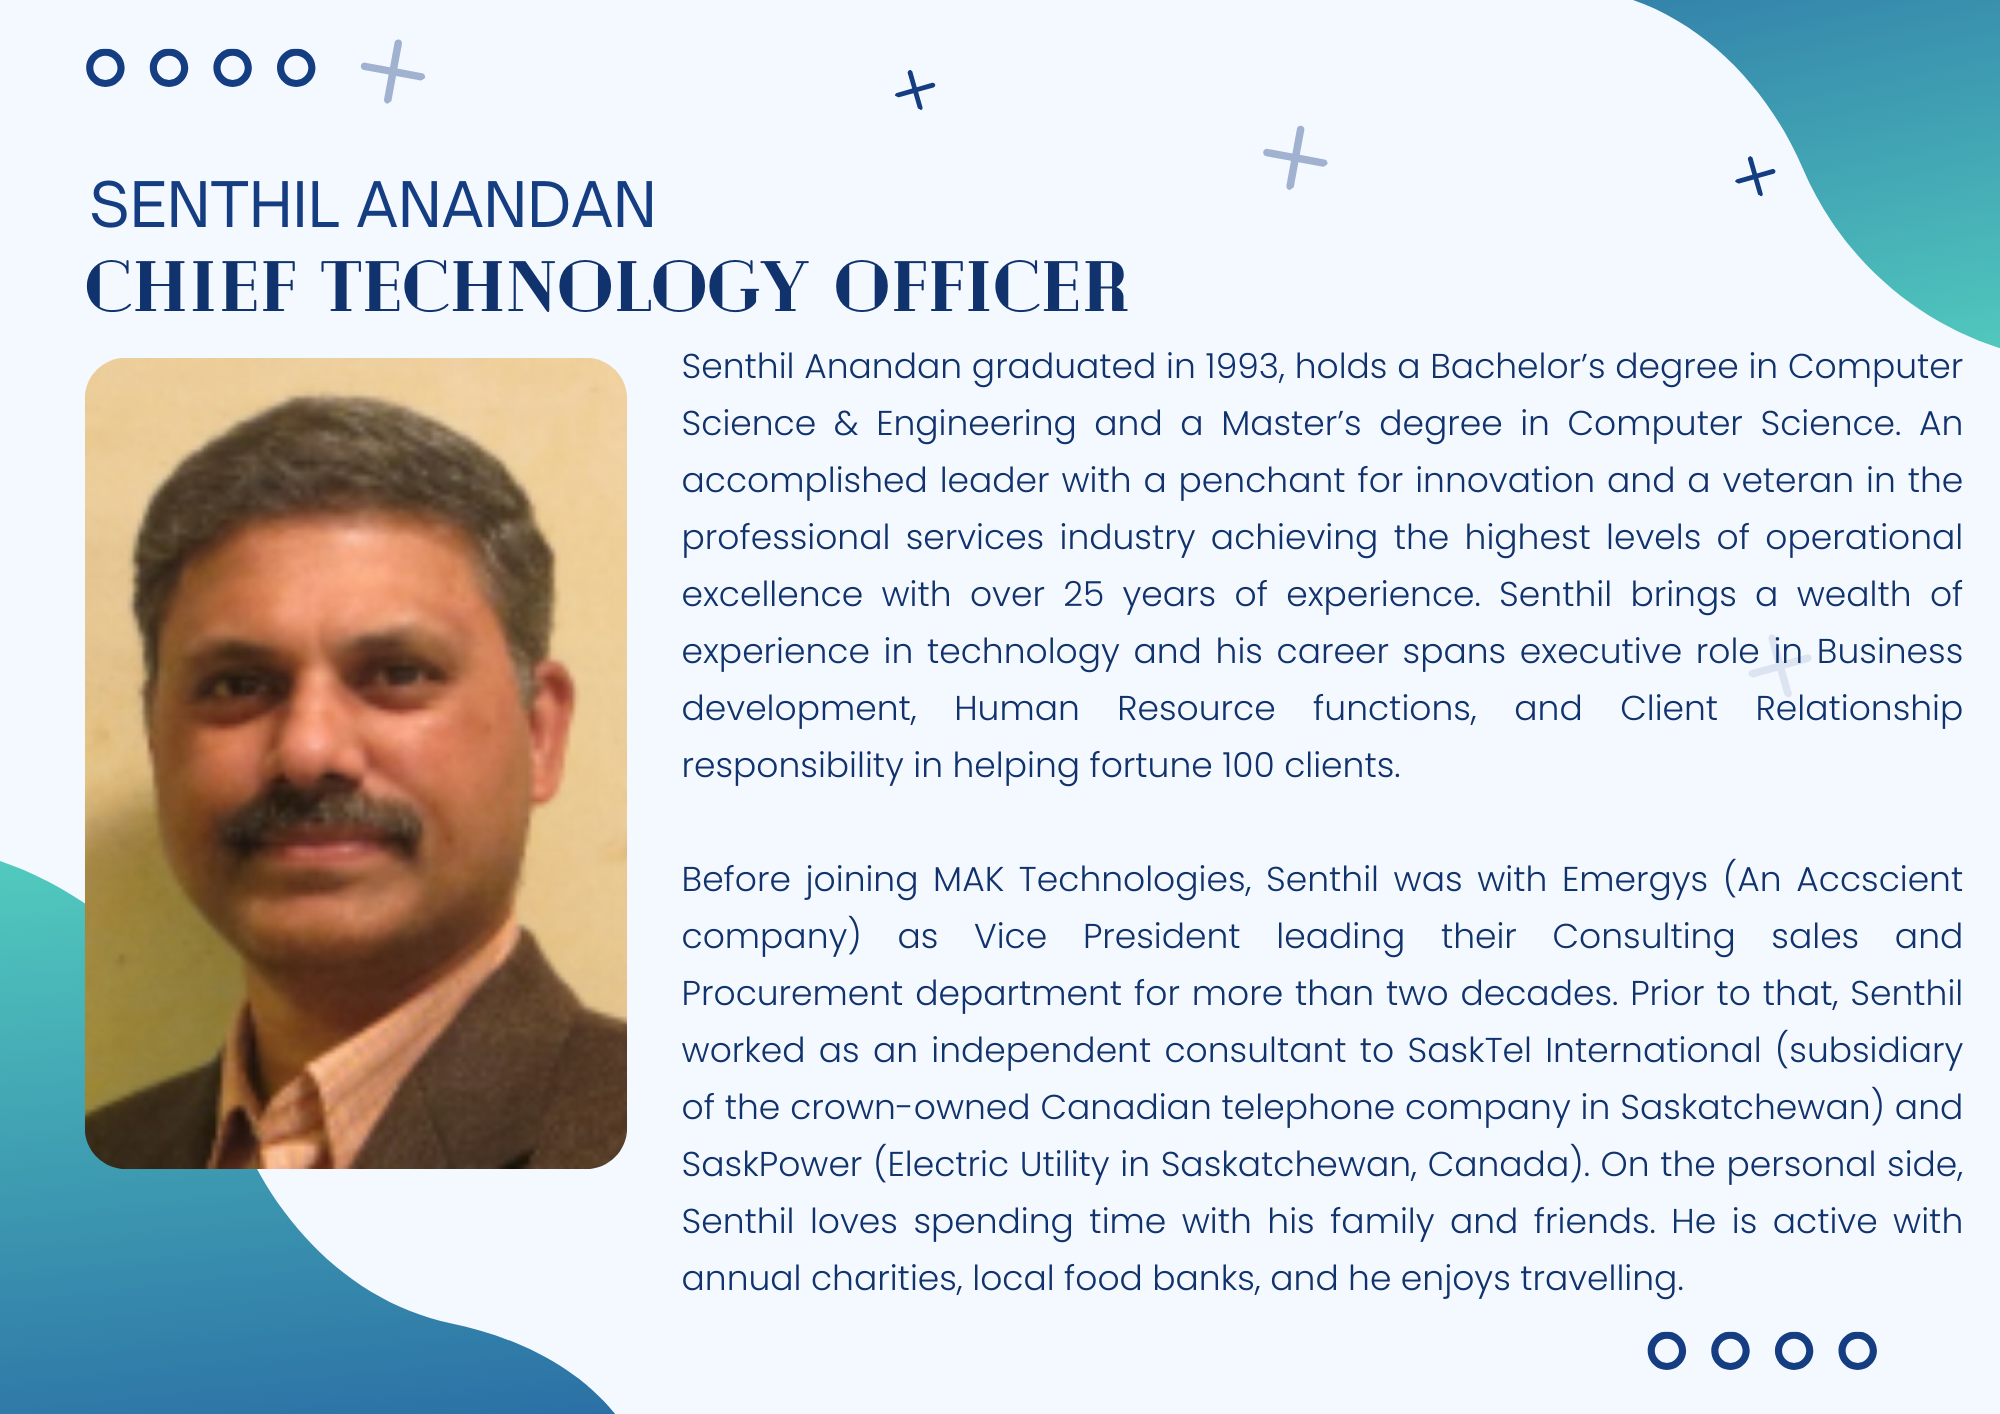 SENTHIL ANANDAN
CHIEF TECHNOLOGY OFFICER
Senthil Anandan graduated in 1993, holds a Bachelor’s degree in Computer
Science & Engineering and a Master’s degree in Computer Science. An
accomplished leader with a penchant for innovation and a veteran in the
professional services industry achieving the highest levels of operational
excellence with over 25 years of experience. Senthil brings a wealth of
experience in technology and his career spans executive role in Business
development, Human Resource functions, and Client Relationship
responsibility in helping fortune 100 clients.
Before joining MAK Technologies, Senthil was with Emergys (An Accscient
company) as Vice President leading their Consulting sales and
Procurement department for more than two decades. Prior to that, Senthil
worked as an independent consultant to SaskTel International (subsidiary
of the crown-owned Canadian telephone company in Saskatchewan) and
SaskPower (Electric Utility in Saskatchewan, Canada). On the personal side,
Senthil loves spending time with his family and friends. He is active with
annual charities, local food banks, and he enjoys travelling.